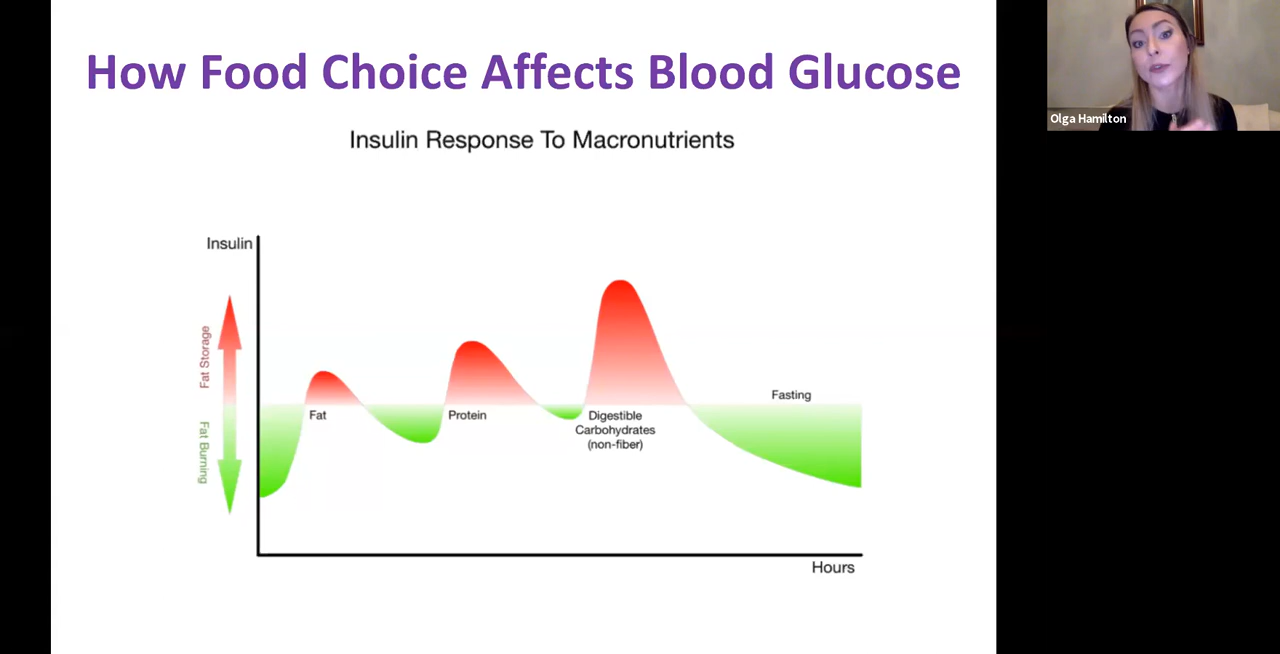 How Food Choice Affects Blood Glucose
Olga Hamilton
Insulin Response To Macronutrients
Insulin
Fat Storage
Fat Burning
Fat
Protein
Digestible
Carbohydrates
(non-fiber)
Fasting
Hours